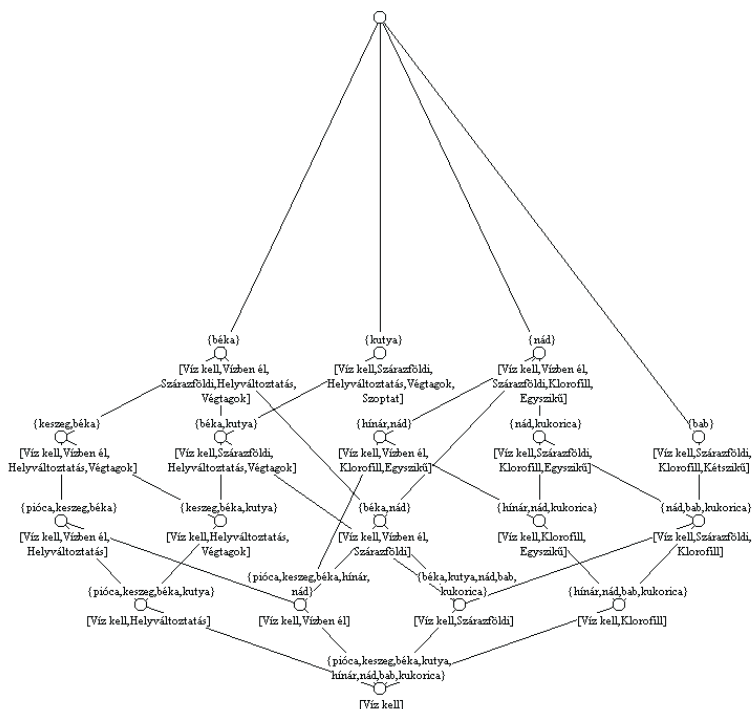 {béka}
[Víz kell,Vízben él,
Szárazföldi,Helyváltoztatás,
Végtagok]
{kutya}
[Víz kell,Szárazföldi,
Helyváltoztatás,Végtagok,
Szoptat]
{nád}
[Víz kell,Vízben él,
Szárazföldi,Klorofill,
Egyszikű]
{keszeg,béka}
[Víz kell,Vízben él,
Helyváltoztatás,Végtagok]
{béka,kutya}
[Víz kell,Szárazföldi,
Helyváltoztatás,Végtagok]
{hínár,nád}
[Víz kell,Vízben él,
Klorofill,Egyszikű]
{nád,kukorica}
[Víz kell,Szárazföldi,
Klorofill,Egyszikű]
{bab}
[Víz kell,Szárazföldi,
Klorofill,Kétszikű]
{pióca,keszeg,béka}
[Víz kell,Vízben él,
Helyváltoztatás]
{keszeg,béka,kutya}
[Víz kell,Helyváltoztatás,
Végtagok]
{béka,nád}
[Víz kell,Vízben él,
Szárazföldi]
{hínár,nád,kukorica}
[Víz kell,Klorofill,
Egyszikű]
{nád,bab,kukorica}
[Víz kell,Szárazföldi,
Klorofill]
{pióca,keszeg,béka,kutya}
[Víz kell,Helyváltoztatás]
{pióca,keszeg,béka,hínár,
nád}
[Víz kell,Vízben él]
{béka,kutya,nád,bab,
kukorica}
[Víz kell,Szárazföldi]
{hínár,nád,bab,kukorica}
[Víz kell,Klorofill]
{pióca,keszeg,béka,kutya,
hínár,nád,bab,kukorica}
[Víz kell]